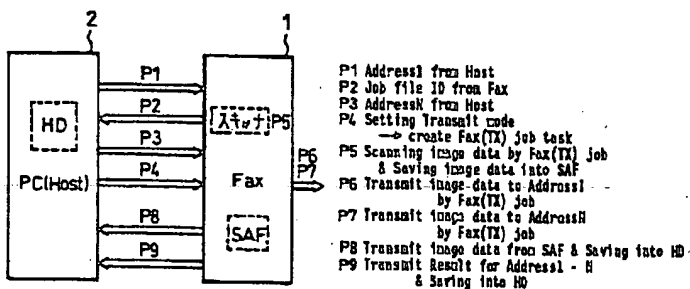 2
1
P1
P2
P3
P4
P8
P9
HD
PC(Host)
スキャナ P5
Fax
SAF
P6
P7
P1 Address1 from Host
P2 Job file ID from Fax
P3 AddressN from Host
P4 Setting Transmit mode
→ create Fax(TX) job task
P5 Scanning image data by Fax(TX) job
& Saving image data into SAF
P6 Transmit image data to Address1
by Fax(TX) job
P7 Transmit image data to AddressN
by Fax(TX) job
P8 Transmit image data from SAF & Saving into HD
P9 Transmit Result for Address1 - N
& Saving into HD